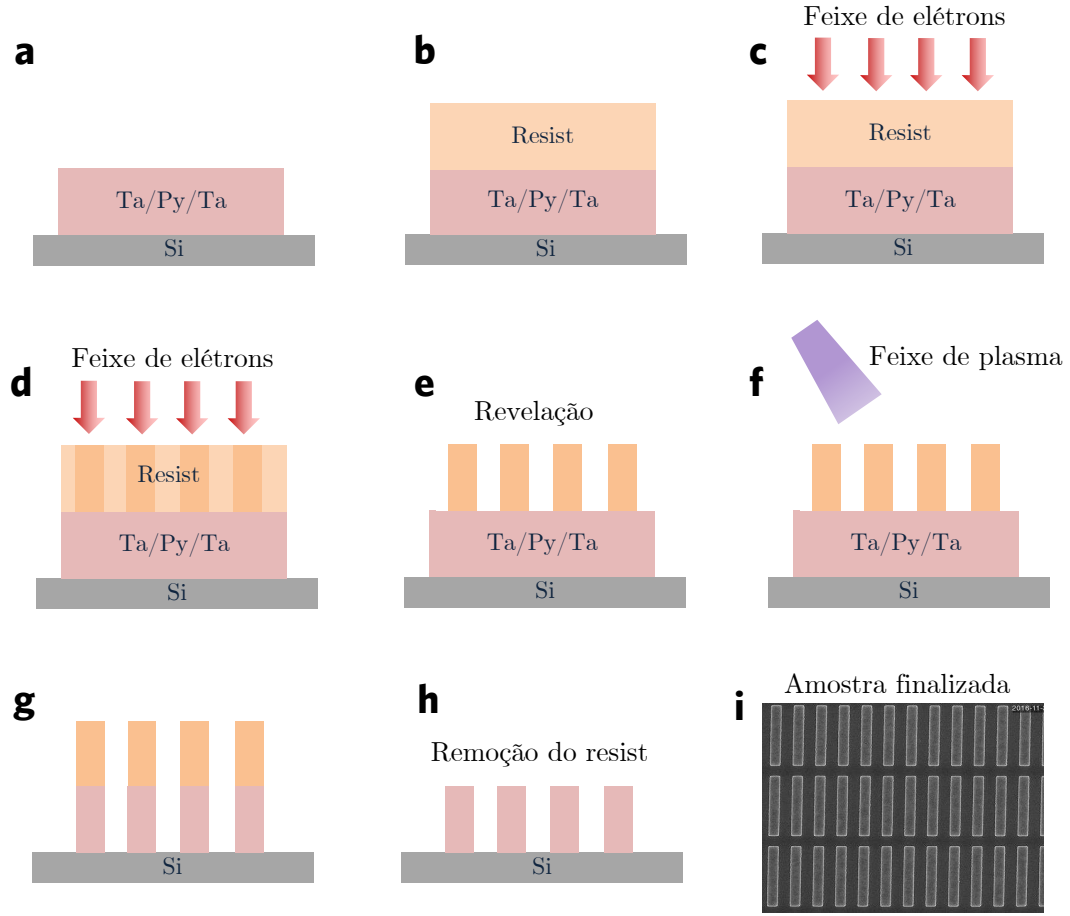 a
Ta/Py/Ta
Si
b
Resist
Ta/Py/Ta
Si
c
Feixe de elétrons
Resist
Ta/Py/Ta
Si
d
Feixe de elétrons
Resist
Ta/Py/Ta
Si
e
Revelação
Ta/Py/Ta
Si
f
Feixe de plasma
Ta/Py/Ta
Si
g
Si
h
Remoção do resist
Si
i
Amostra finalizada
2016-11-